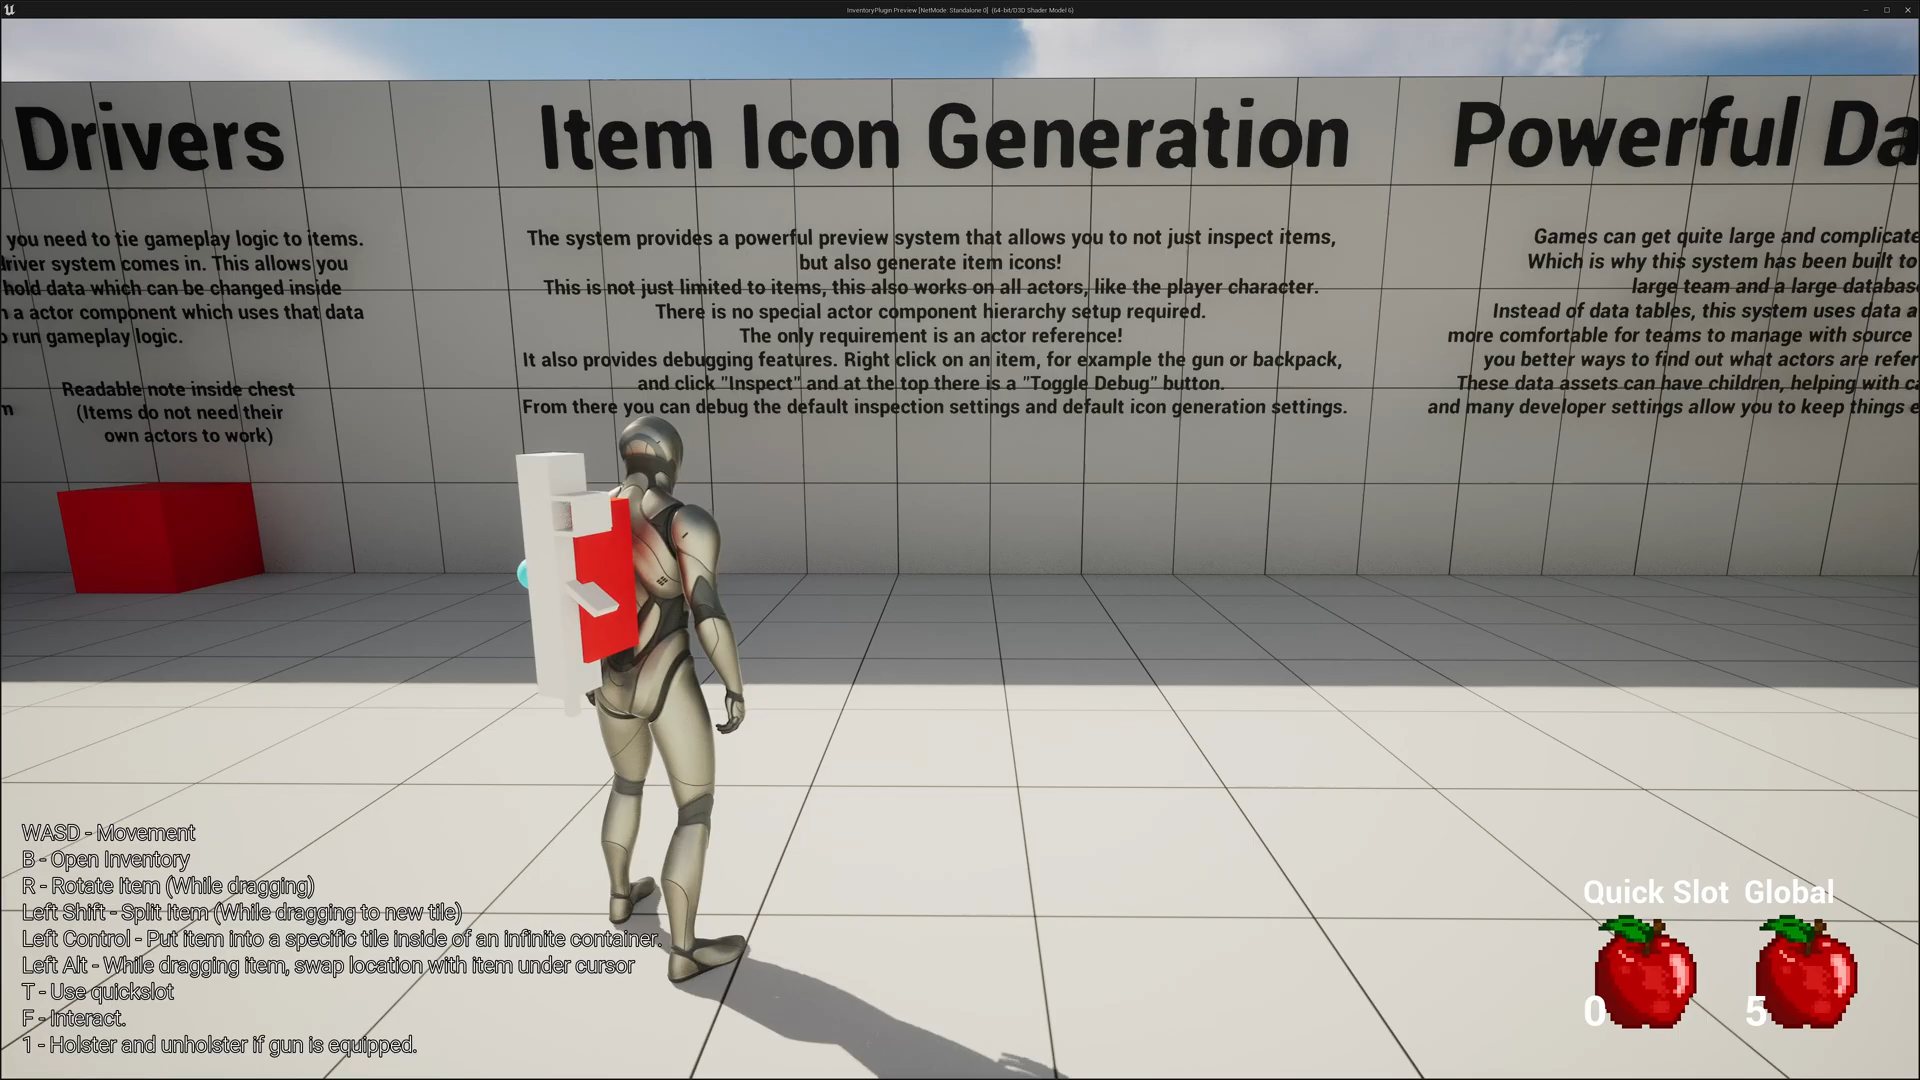 InventoryPlugin Preview [NetMode: Standalone 0] (64-bit/D3D Shader Model 6)
Drivers
you need to tie gameplay logic to items.
driver system comes in. This allows you
hold data which can be changed inside
a actor component which uses that data
run gameplay logic.
Readable note inside chest
(Items do not need their
own actors to work)
Item Icon Generation
The system provides a powerful preview system that allows you to not just inspect items,
but also generate item icons!
This is not just limited to items, this also works on all actors, like the player character.
There is no special actor component hierarchy setup required.
The only requirement is an actor reference!
It also provides debugging features. Right click on an item, for example the gun or backpack,
and click "Inspect" and at the top there is a "Toggle Debug" button.
From there you can debug the default inspection settings and default icon generation settings.
Powerful Da
Games can get quite large and complicate
Which is why this system has been built to
large team and a large database
Instead of data tables, this system uses data a
more comfortable for teams to manage with source
you better ways to find out what actors are refer
These data assets can have children, helping with ca
and many developer settings allow you to keep things e
WASD - Movement
B - Open Inventory
R - Rotate Item (While dragging)
Left Shift - Split Item (While dragging to new tile)
Left Control - Put item into a specific tile inside of an infinite container.
Left Alt - While dragging item, swap location with item under cursor
T - Use quickslot
F - Interact.
1 - Holster and unholster if gun is equipped.
Quick Slot Global
0 5